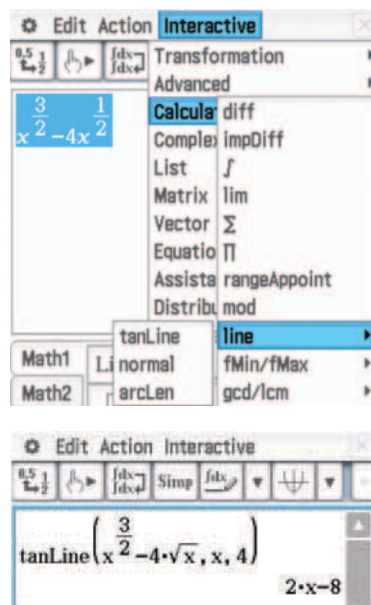 Edit Action Interactive
Transformation
Advanced
x^(3/2)-4x^(1/2)
Calculat diff
Complex impDiff
List ∫
Matrix lim
Vector Σ
Equatio Π
Assista rangeAppoint
Distribu mod
tanLine line
Math1 normal fMin/fMax
Math2 arcLen gcd/lcm
Edit Action Interactive
Simp
tanLine(x^(3/2)-4·√x, x, 4)
2·x-8